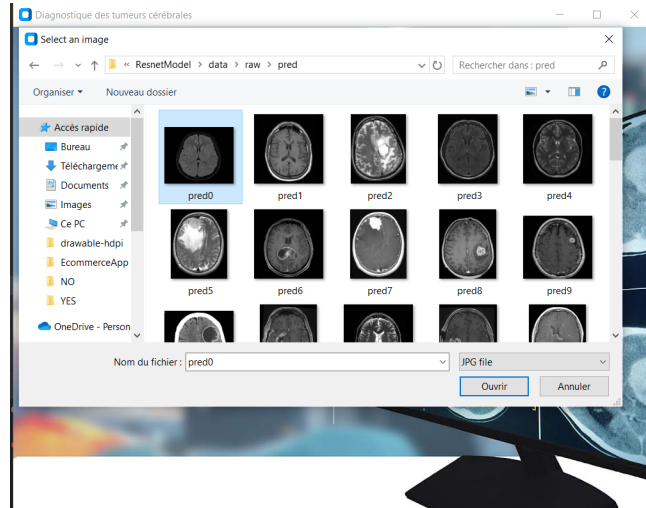 Diagnostique des tumeurs cérébrales
Select an image
« ResnetModel > data > raw > pred
Rechercher dans : pred
Organiser
Nouveau dossier
Accès rapide
Bureau
Téléchargeme
Documents
Images
Ce PC
drawable-hdpi
EcommerceApp
NO
YES
OneDrive - Person
pred0
pred1
pred2
pred3
pred4
pred5
pred6
pred7
pred8
pred9
Nom du fichier :
pred0
JPG file
Ouvrir
Annuler